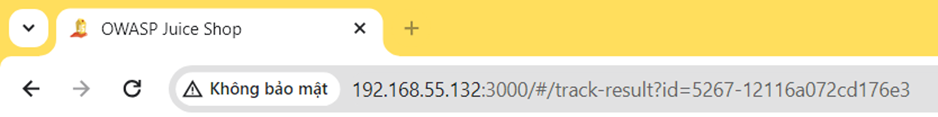 OWASP Juice Shop
Không bảo mật 192.168.55.132:3000/#/track-result?id=5267-12116a072cd176e3